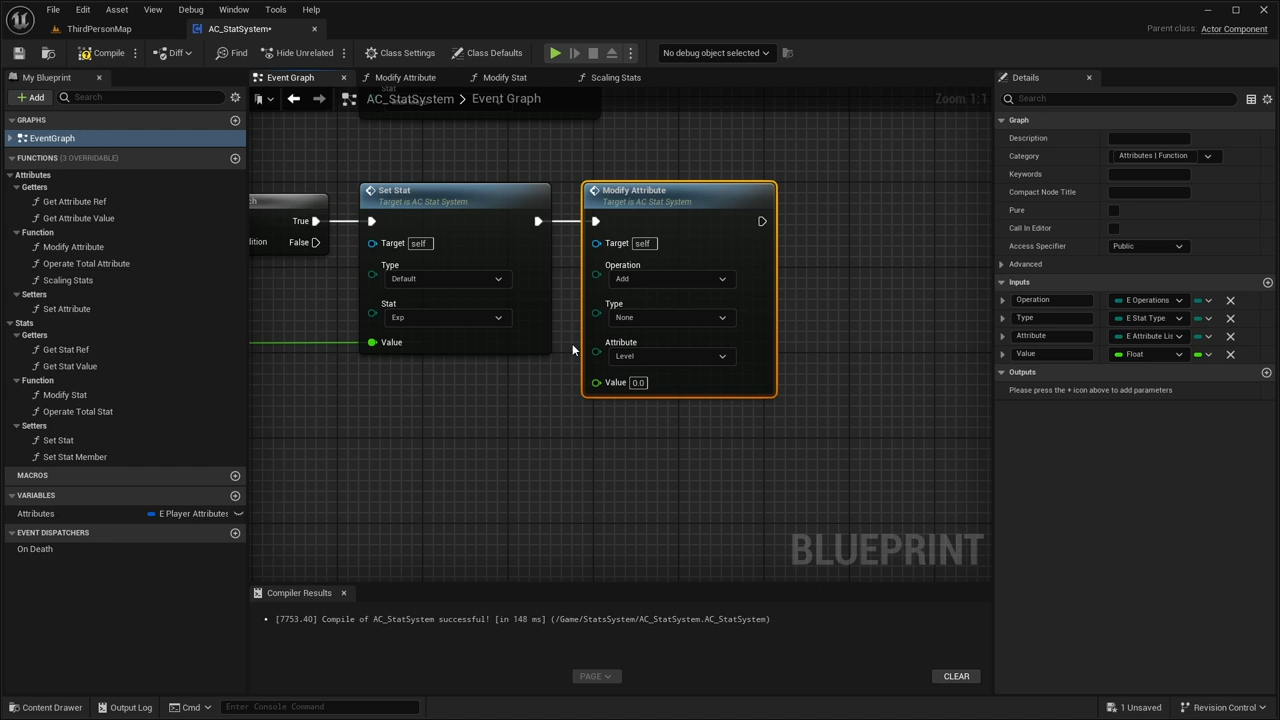 File Edit Asset View Debug Window Tools Help
ThirdPersonMap AC_StatSystem* Parent class: Actor Component
Compile Diff Find Hide Unrelated Class Settings Class Defaults No debug object selected
My Blueprint Event Graph Modify Attribute Modify Stat Scaling Stats Details
Add Search AC_StatSystem > Event Graph Zoom 1:1 Search
GRAPHS
EventGraph
FUNCTIONS (3 OVERRIDABLE)
Attributes
Getters
Get Attribute Ref
Get Attribute Value
Function
Modify Attribute
Operate Total Attribute
Scaling Stats
Setters
Set Attribute
Stats
Getters
Get Stat Ref
Get Stat Value
Function
Modify Stat
Operate Total Stat
Setters
Set Stat
Set Stat Member
MACROS
VARIABLES
Attributes E Player Attributes
EVENT DISPATCHERS
On Death
Stat
True
dition False
Set Stat
Target is AC Stat System
Target self
Type
Default
Stat
Exp
Value
Modify Attribute
Target is AC Stat System
Target self
Operation
Add
Type
None
Attribute
Level
Value 0.0
BLUEPRINT
Graph
Description
Category Attributes | Function
Keywords
Compact Node Title
Pure
Call In Editor
Access Specifier Public
Advanced
Inputs
Operation E Operations
Type E Stat Type
Attribute E Attribute Lis
Value Float
Outputs
Please press the + icon above to add parameters
Compiler Results
[7753.40] Compile of AC_StatSystem successful! [in 148 ms] (/Game/StatsSystem/AC_StatSystem.AC_StatSystem)
PAGE CLEAR
Content Drawer Output Log Cmd Enter Console Command 1 Unsaved Revision Control